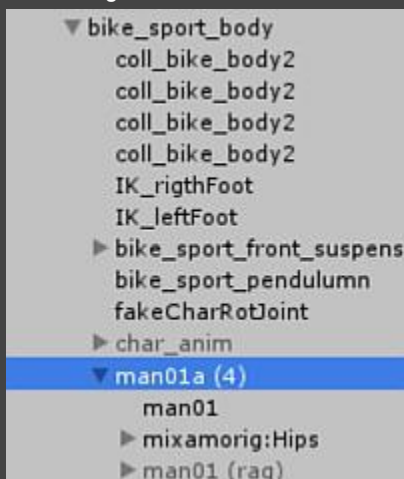 bike_sport_body
coll_bike_body2
coll_bike_body2
coll_bike_body2
coll_bike_body2
IK_rigthFoot
IK_leftFoot
bike_sport_front_suspens
bike_sport_pendulumn
fakeCharRotJoint
char_anim
man01a (4)
man01
mixamorig:Hips
man01 (rag)